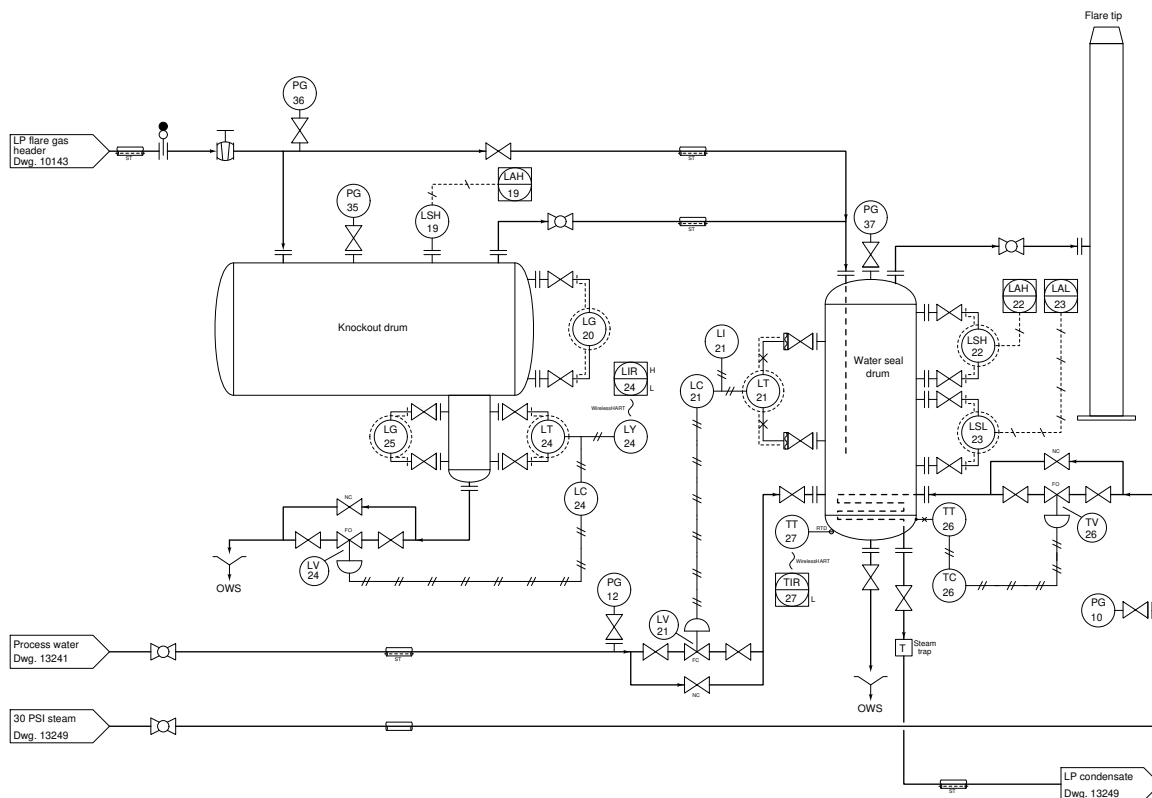 Flare tip
PG
36
LP flare gas
header
Dwg. 10143
ST
ST
LAH
19
PG
35
LSH
19
ST
PG
37
LAH
22
LAL
23
Knockout drum
LG
20
LI
21
Water seal
drum
LSH
22
LIR
24
H
L
LC
21
LT
21
WirelessHART
LG
25
LT
24
LY
24
LSL
23
NC
LC
24
NC
FO
FO
TT
27
RTD
TT
26
TV
26
LV
24
WirelessHART
OWS
TIR
27
L
TC
26
PG
12
PG
10
LV
21
Process water
Dwg. 13241
ST
FC
T
Steam
trap
NC
OWS
30 PSI steam
Dwg. 13249
LP condensate
Dwg. 13249
ST